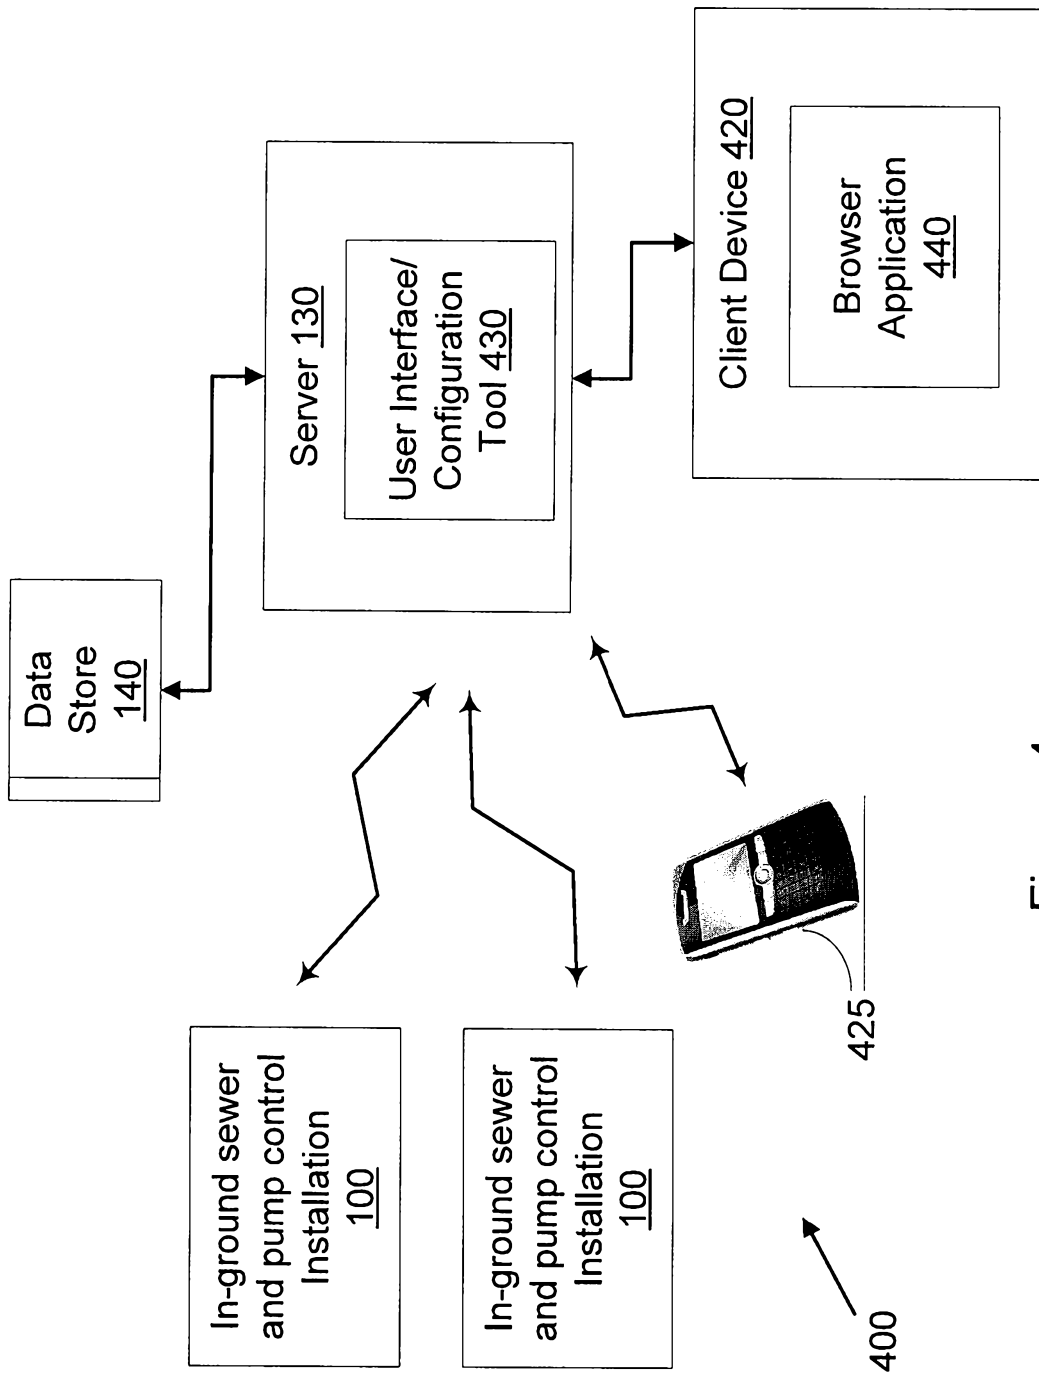 Data
Store
140
Server 130
User Interface/
Configuration
Tool 430
Client Device 420
Browser
Application
440
In-ground sewer
and pump control
Installation
100
In-ground sewer
and pump control
Installation
100
425
400